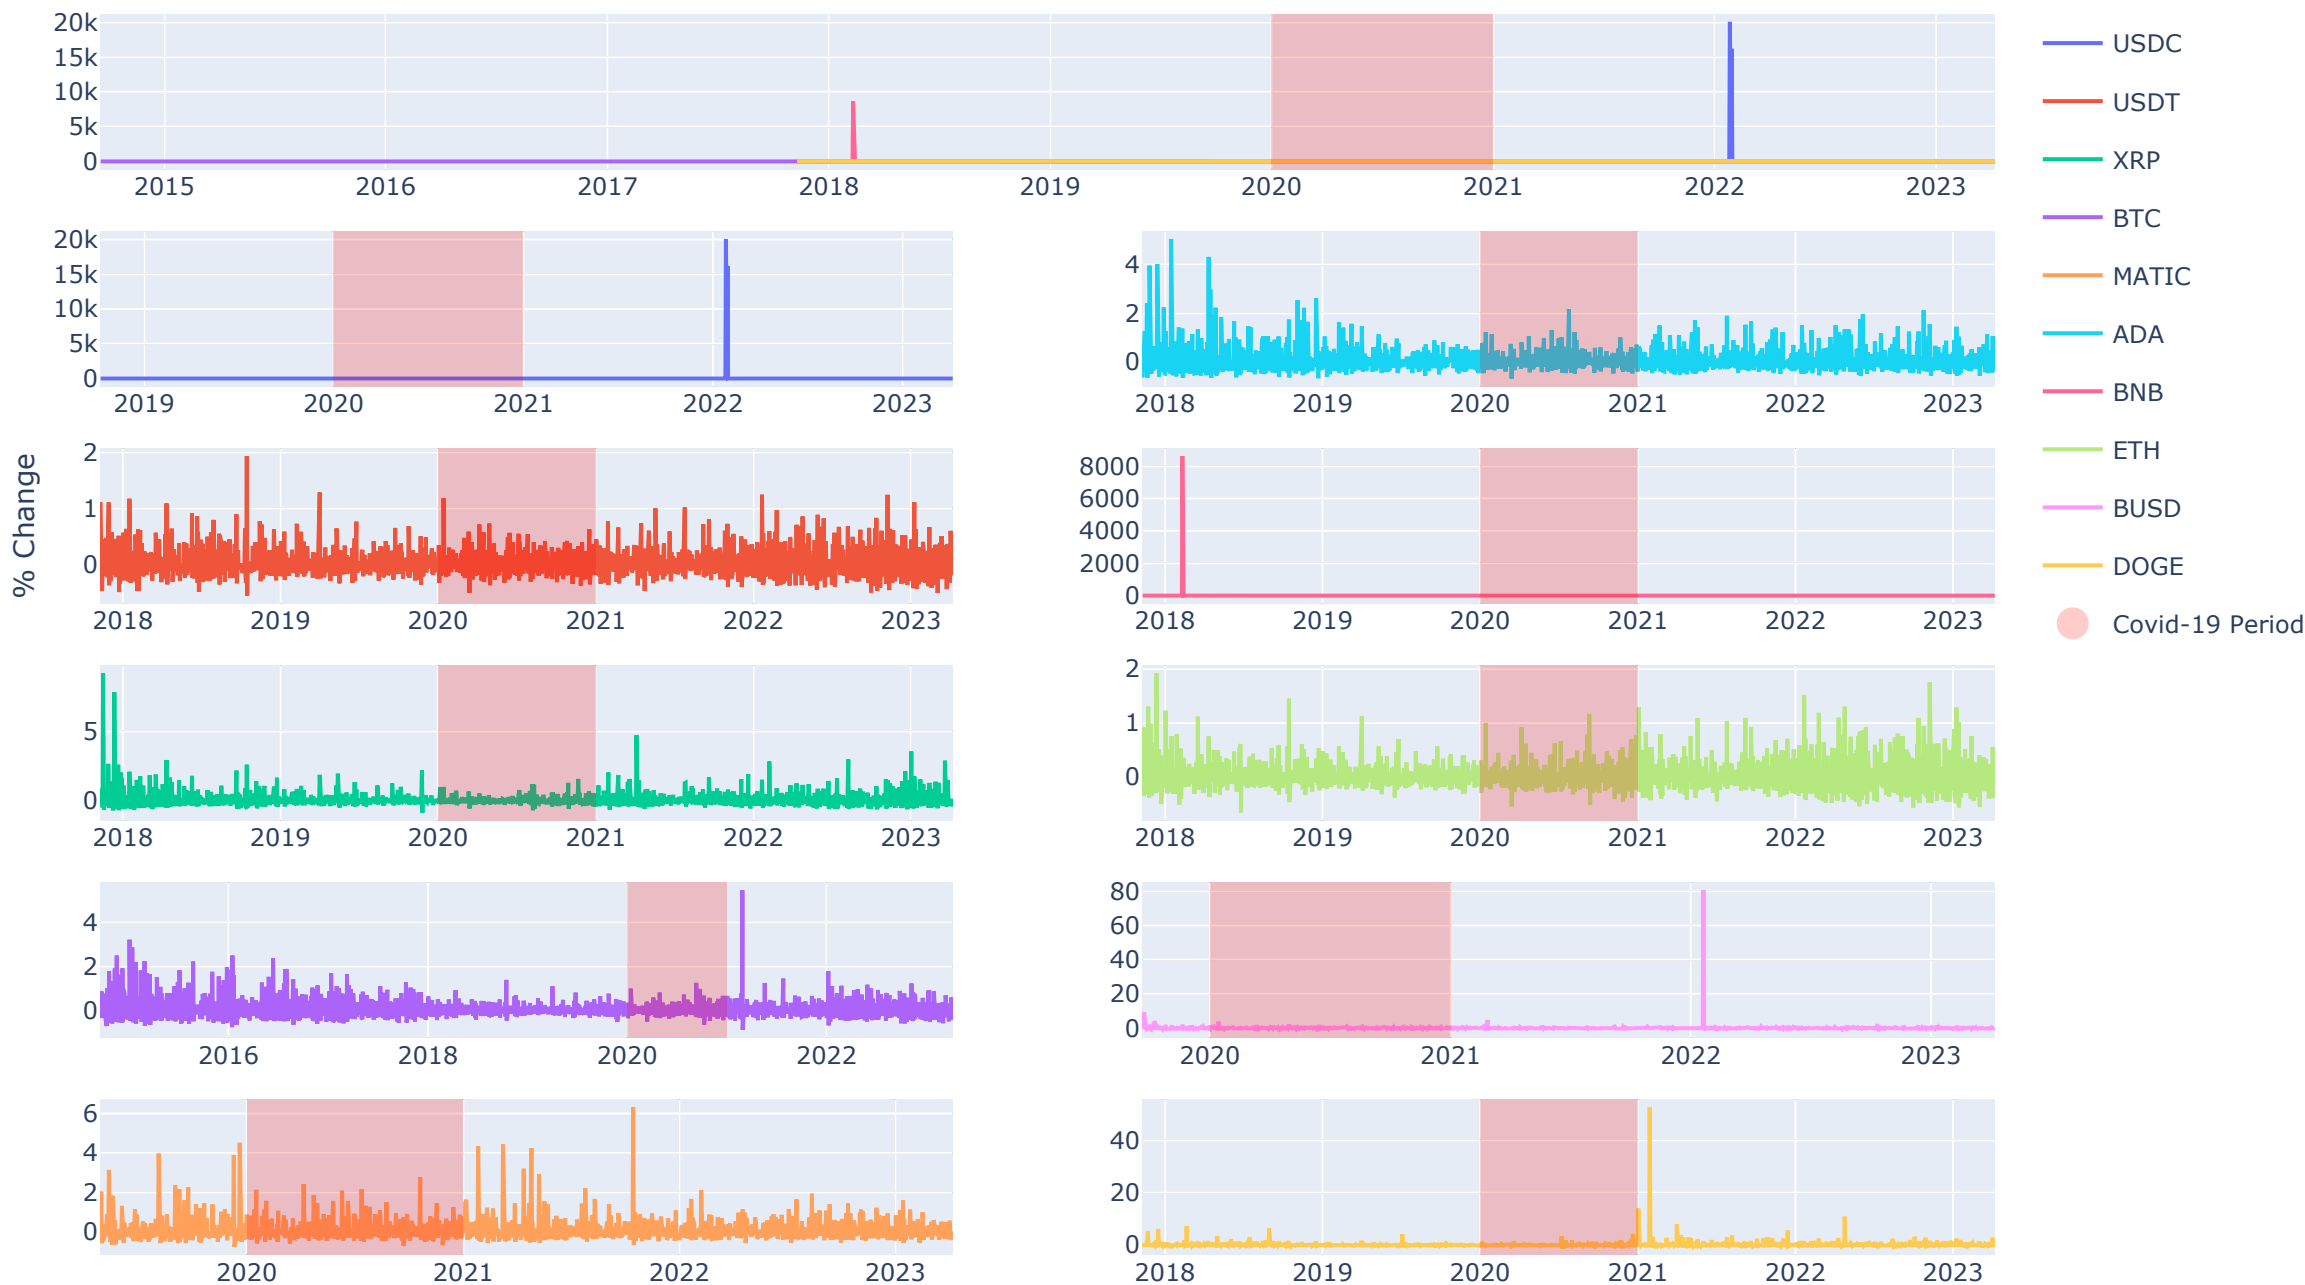 20k
15k
10k
5k
0
2015 2016 2017 2018 2019 2020 2021 2022 2023
20k
15k
10k
5k
0
2019 2020 2021 2022 2023
4
2
0
2018 2019 2020 2021 2022 2023
% Change
2
1
0
2018 2019 2020 2021 2022 2023
8000
6000
4000
2000
0
2018 2019 2020 2021 2022 2023
5
0
2018 2019 2020 2021 2022 2023
2
1
0
2018 2019 2020 2021 2022 2023
4
2
0
2016 2018 2020 2022
80
60
40
20
0
2020 2021 2022 2023
6
4
2
0
2020 2021 2022 2023
40
20
0
2018 2019 2020 2021 2022 2023
USDC
USDT
XRP
BTC
MATIC
ADA
BNB
ETH
BUSD
DOGE
Covid-19 Period